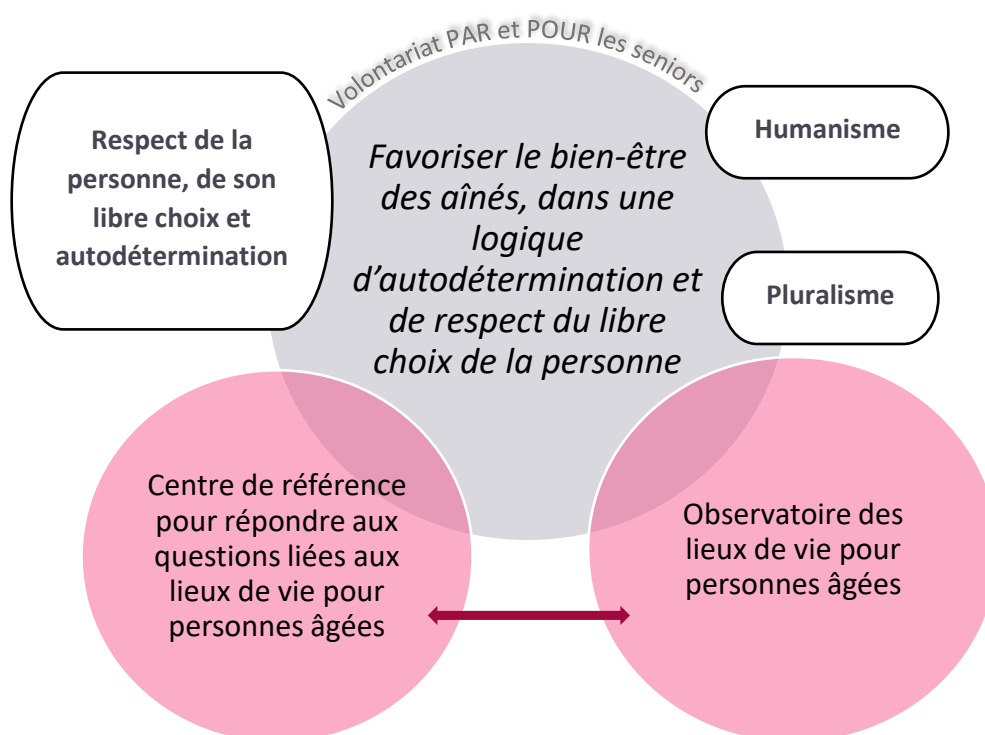 Volontariat PAR et POUR les seniors
Respect de la
personne, de son
libre choix et
autodétermination
Favoriser le bien-être
des aînés, dans une
logique
d’autodétermination et
de respect du libre
choix de la personne
Humanisme
Pluralisme
Centre de référence
pour répondre aux
questions liées aux
lieux de vie pour
personnes âgées
Observatoire des
lieux de vie pour
personnes âgées